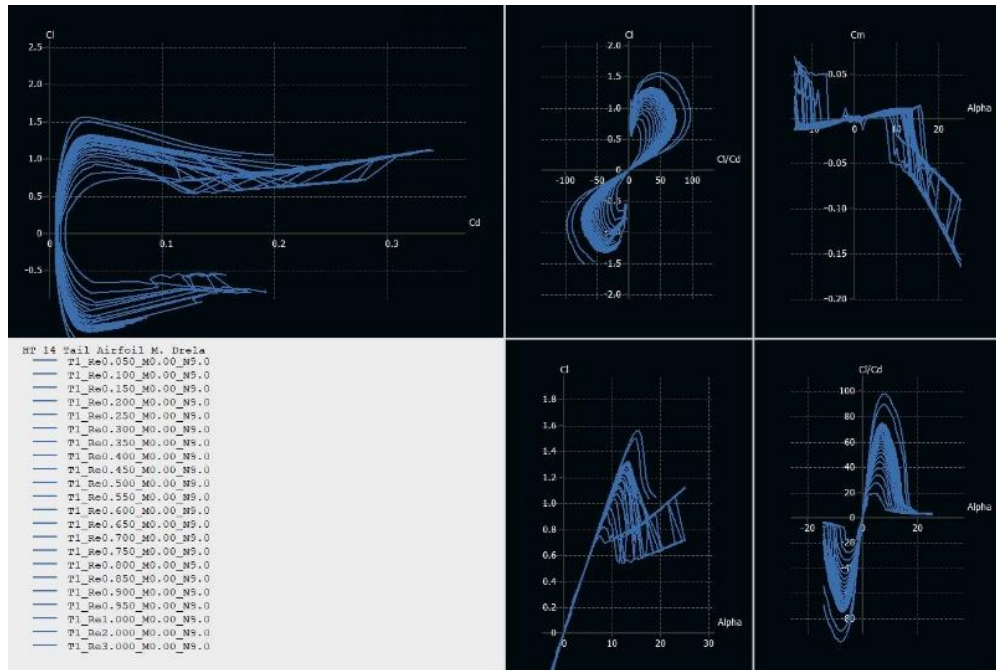 Cl
2.5
2.0
1.5
1.0
0.5
Cd
0 0.1 0.2 0.3
-0.5
Cl
2.0
1.5
1.0
Cl/Cd
-100 -50 0 50 100
-1.5
-2.0
Cm
0.05
Alpha
-10 0 10 20
-0.05
-0.10
-0.15
-0.20
HT 14 Tail Airfoil M. Drela
T1_Re0.050_M0.00_N9.0
T1_Re0.100_M0.00_N9.0
T1_Re0.150_M0.00_N9.0
T1_Re0.200_M0.00_N9.0
T1_Re0.250_M0.00_N9.0
T1_Re0.300_M0.00_N9.0
T1_Re0.350_M0.00_N9.0
T1_Re0.400_M0.00_N9.0
T1_Re0.450_M0.00_N9.0
T1_Re0.500_M0.00_N9.0
T1_Re0.550_M0.00_N9.0
T1_Re0.600_M0.00_N9.0
T1_Re0.650_M0.00_N9.0
T1_Re0.700_M0.00_N9.0
T1_Re0.750_M0.00_N9.0
T1_Re0.800_M0.00_N9.0
T1_Re0.850_M0.00_N9.0
T1_Re0.900_M0.00_N9.0
T1_Re0.950_M0.00_N9.0
T1_Re1.000_M0.00_N9.0
T1_Re2.000_M0.00_N9.0
T1_Re3.000_M0.00_N9.0
Cl
1.8
1.6
1.4
1.2
1.0
0.8
0.6
0.4
0.2
0
0 10 20 30
Alpha
Cl/Cd
100
80
60
40
20
Alpha
-20 0 20
-80